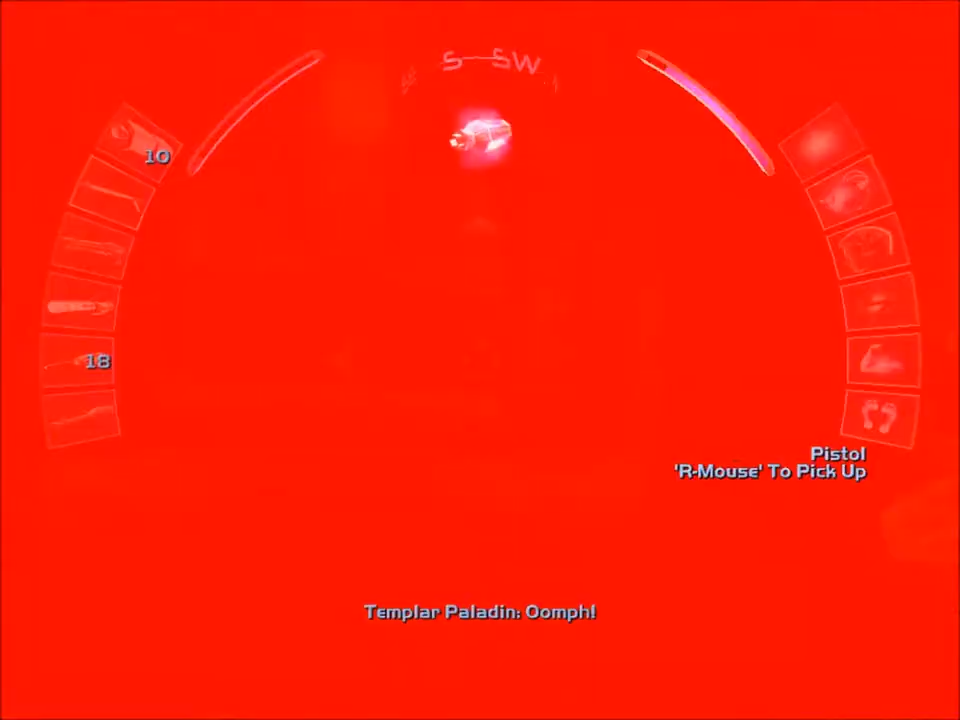 S SW
10
18
Pistol
'R-Mouse' To Pick Up
Templar Paladin: Oomph!